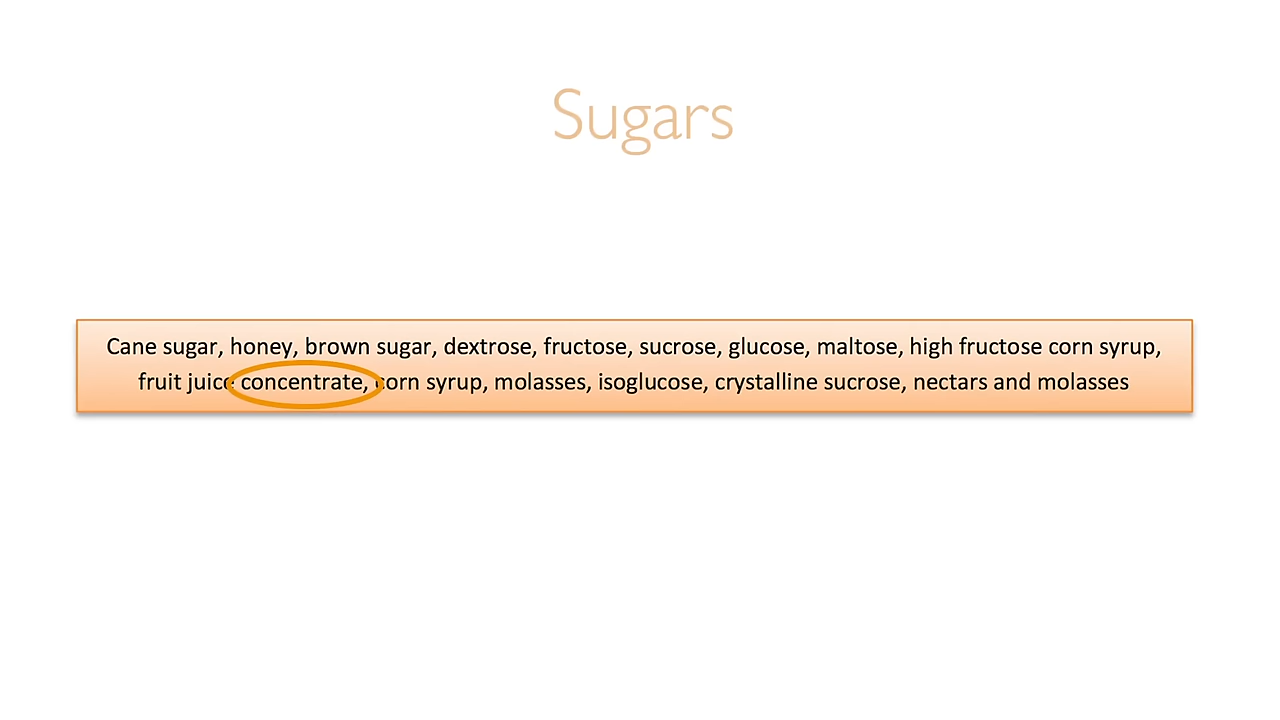 Sugars
Cane sugar, honey, brown sugar, dextrose, fructose, sucrose, glucose, maltose, high fructose corn syrup,
fruit juice concentrate, corn syrup, molasses, isoglucose, crystalline sucrose, nectars and molasses